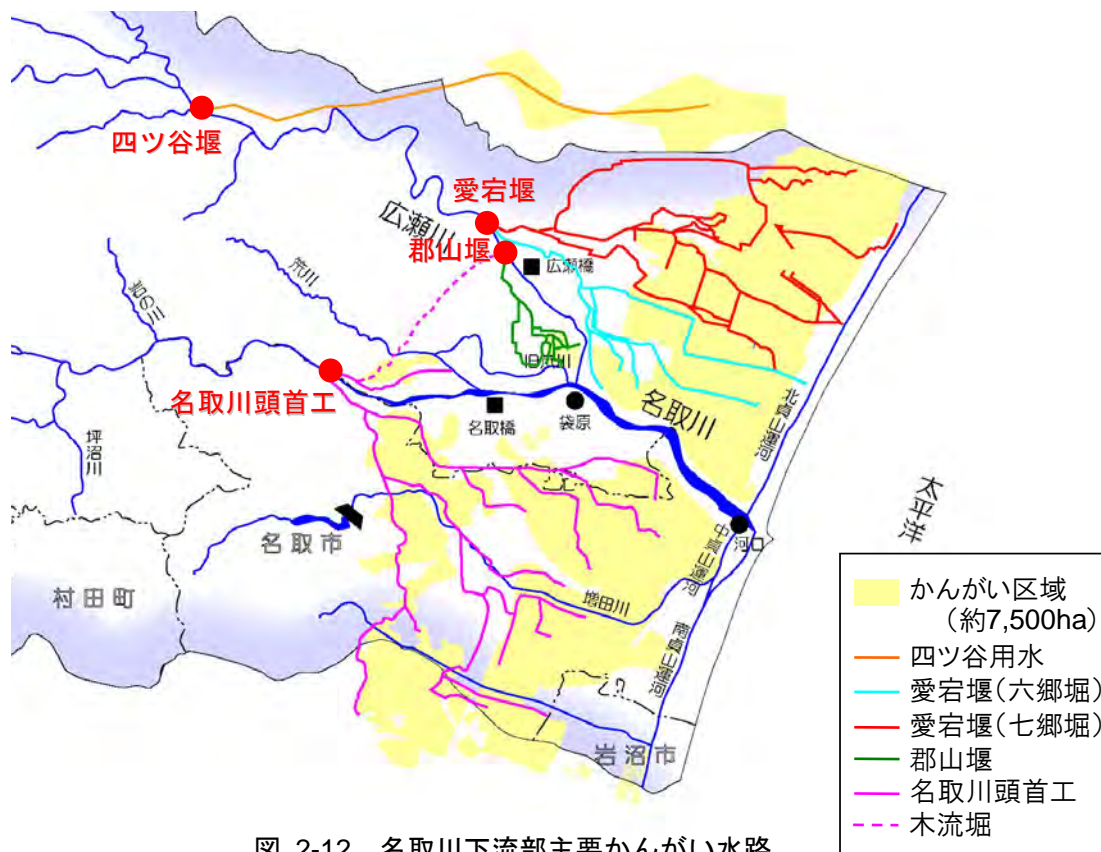 四ツ谷堰
愛宕堰
広瀬川
郡山堰
広瀬橋
笊川
旧笊川
名取川頭首工
名取橋
袋原
名取川
北貞山運河
坪沼川
太平洋
河口
中貞山運河
名取市
村田町
増田川
南貞山運河
岩沼市
かんがい区域
(約7,500ha)
四ツ谷用水
愛宕堰(六郷堀)
愛宕堰(七郷堀)
郡山堰
名取川頭首工
木流堀
図 2-12 名取川下流部主要かんがい水路